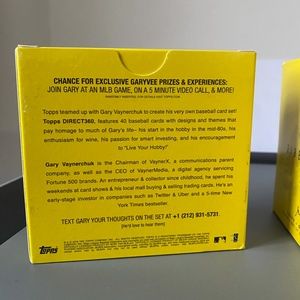 CHANCE FOR EXCLUSIVE GARYVEE PRIZES & EXPERIENCES:
JOIN GARY AT AN MLB GAME, ON A 5 MINUTE VIDEO CALL, & MORE!
Topps teamed up with Gary Vaynerchuk to create his very own baseball card set!
Topps DIRECT360, features 40 baseball cards with designs and themes that
pay homage to much of Gary's life– his start in the hobby in the mid-80s, his
enthusiasm for wine, his passion for smart investing, and his encouragement
to "Live Your Hobby!"
Gary Vaynerchuk is the Chairman of VaynerX, a communications parent
company, as well as the CEO of VaynerMedia, a digital agency servicing
Fortune 500 brands. An entrepreneur & collector since childhood, he spent his
weekends at card shows & his local mall buying & selling trading cards. He's an
early-stage investor in companies such as Twitter & Uber and a 5-time New
York Times bestseller.
TEXT GARY YOUR THOUGHTS ON THE SET AT +1 (212) 931-5731.
(He'd love to hear them)
Topps